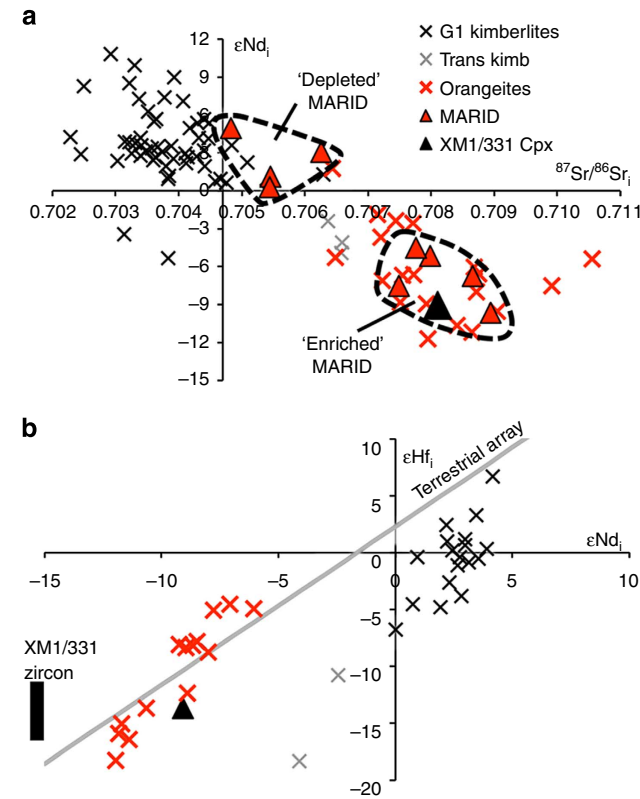 a
12
εNdi
G1 kimberlites
Trans kimb
Orangeites
MARID
XM1/331 Cpx
9
6
3
0
−3
−6
−9
−12
−15
‘Depleted’
MARID
87Sr/86Sri
0.702 0.703 0.704 0.705 0.706 0.707 0.708 0.709 0.710 0.711
‘Enriched’
MARID
b
10
εHfi
Terrestrial array
5
εNdi
0
−15 −10 −5 0 5 10
−5
−10
−15
−20
XM1/331
zircon